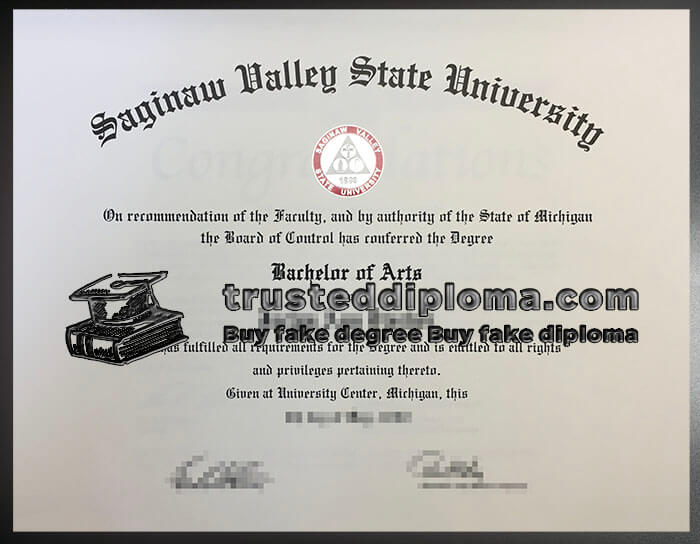 Saginaw Valley State University
Congratulations
SAGINAW VALLEY
1963
STATE UNIVERSITY
On recommendation of the Faculty, and by authority of the State of Michigan
the Board of Control has conferred the Degree
Bachelor of Arts
trusteddiploma.com
Buy fake degree Buy fake diploma
has fulfilled all requirements for the Degree and is entitled to all rights
and privileges pertaining thereto.
Given at University Center, Michigan, this